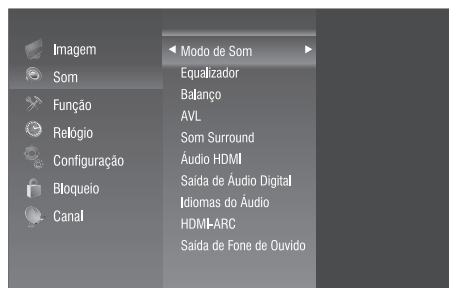 Imagem
Som
Função
Relógio
Configuração
Bloqueio
Canal
Modo de Som
Equalizador
Balanço
AVL
Som Surround
Áudio HDMI
Saída de Áudio Digital
Idiomas do Áudio
HDMI-ARC
Saída de Fone de Ouvido